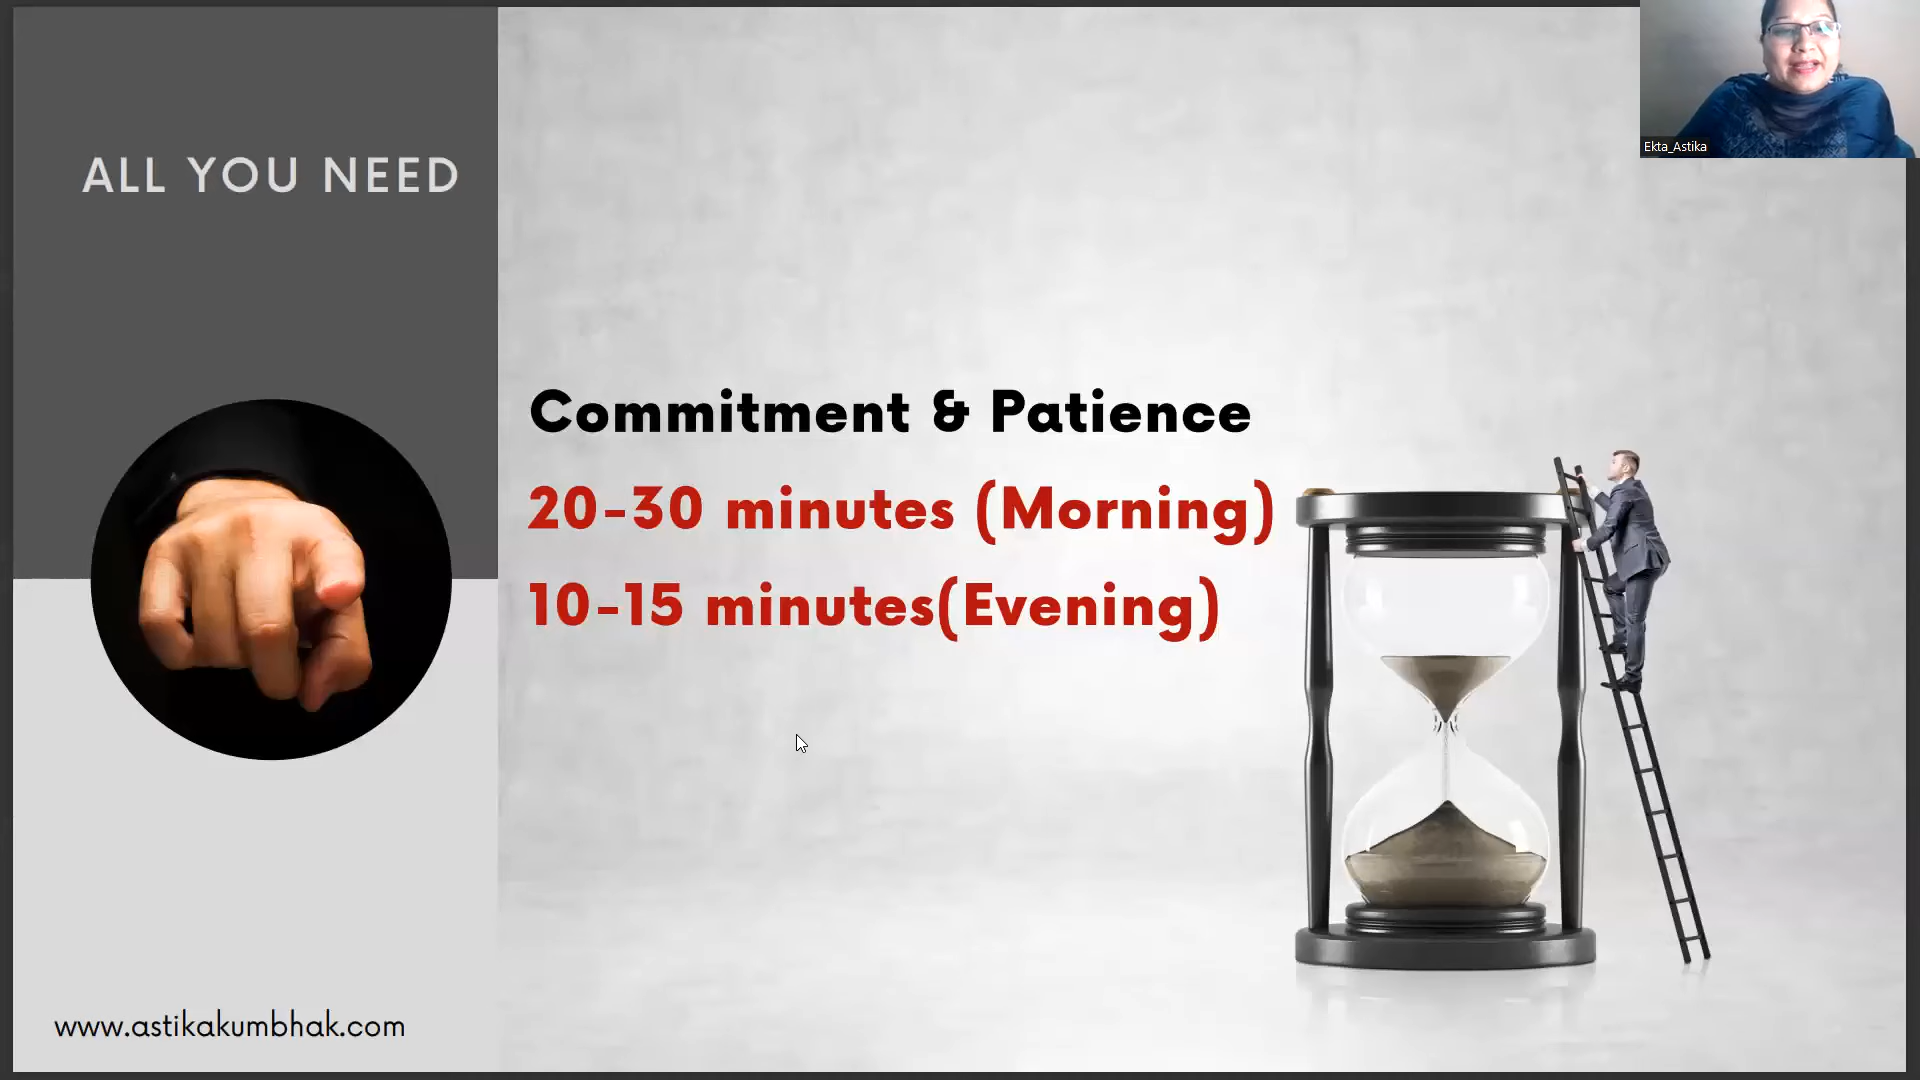 ALL YOU NEED
Commitment & Patience
20-30 minutes (Morning)
10-15 minutes(Evening)
www.astikakumbhak.com
Ekta_Astika